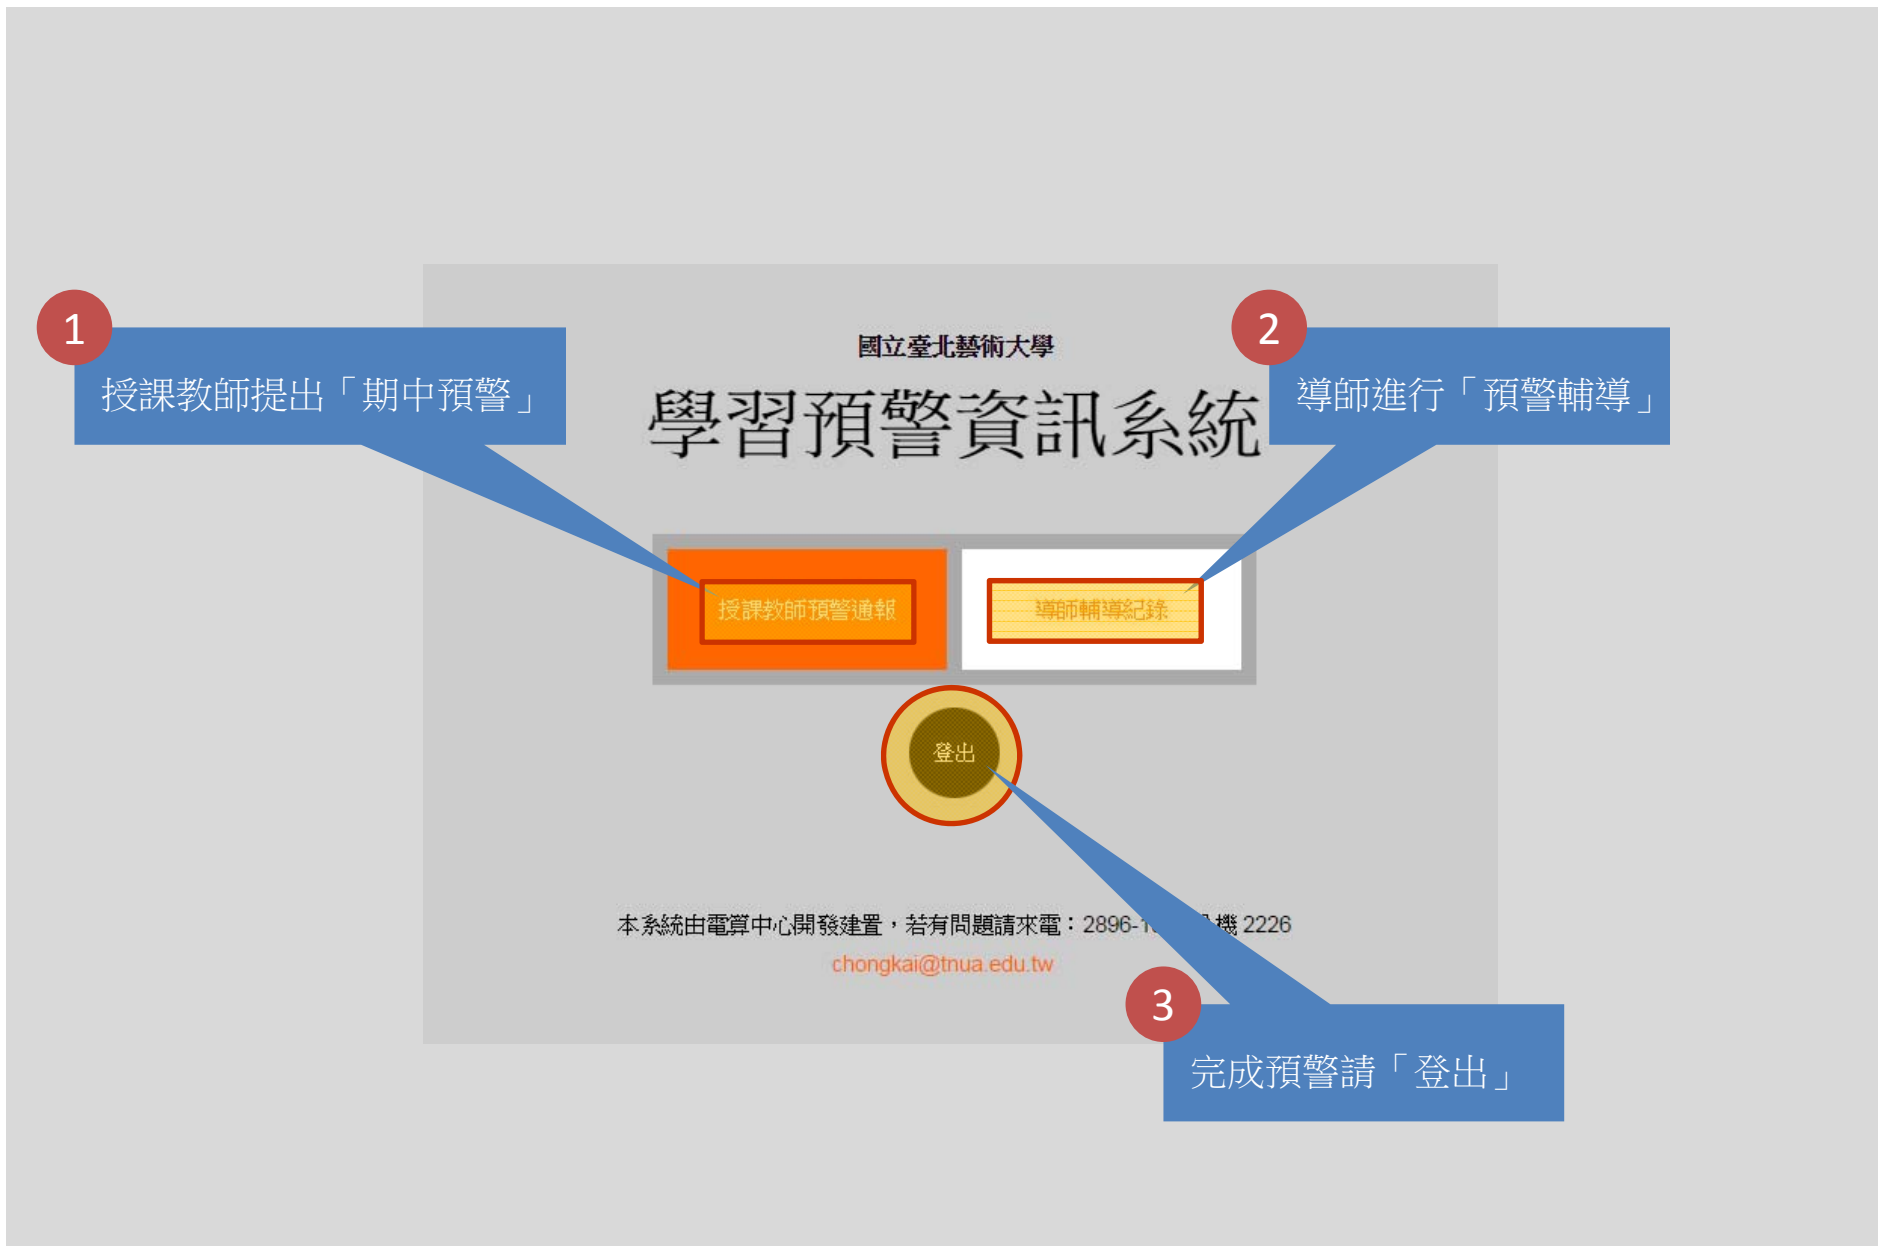 1
授課教師提出「期中預警」
國立臺北藝術大學
學習預警資訊系統
2
導師進行「預警輔導」
授課教師預警通報
導師輔導紀錄
登出
本系統由電算中心開發建置，若有問題請來電：2896-1 機 2226
chongkai@tnua.edu.tw
3
完成預警請「登出」